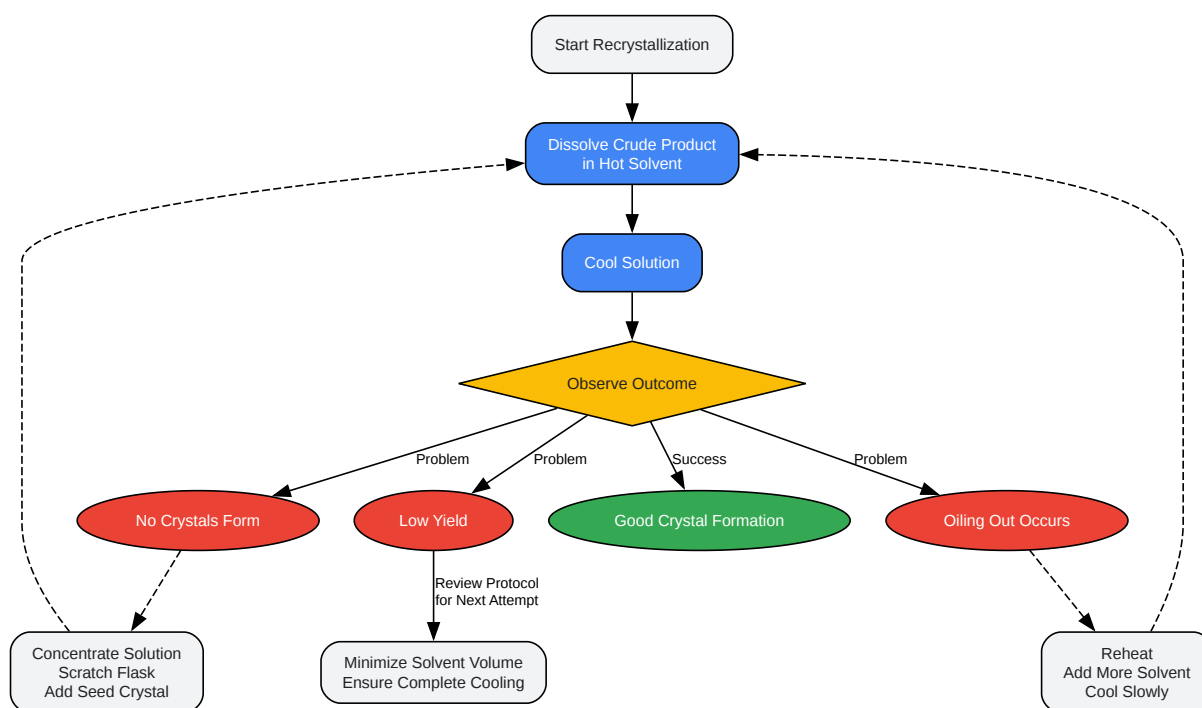 Start Recrystallization
Dissolve Crude Product
in Hot Solvent
Cool Solution
Observe Outcome
Problem
Problem
Success
Problem
No Crystals Form
Low Yield
Good Crystal Formation
Oiling Out Occurs
Review Protocol
for Next Attempt
Concentrate Solution
Scratch Flask
Add Seed Crystal
Minimize Solvent Volume
Ensure Complete Cooling
Reheat
Add More Solvent
Cool Slowly